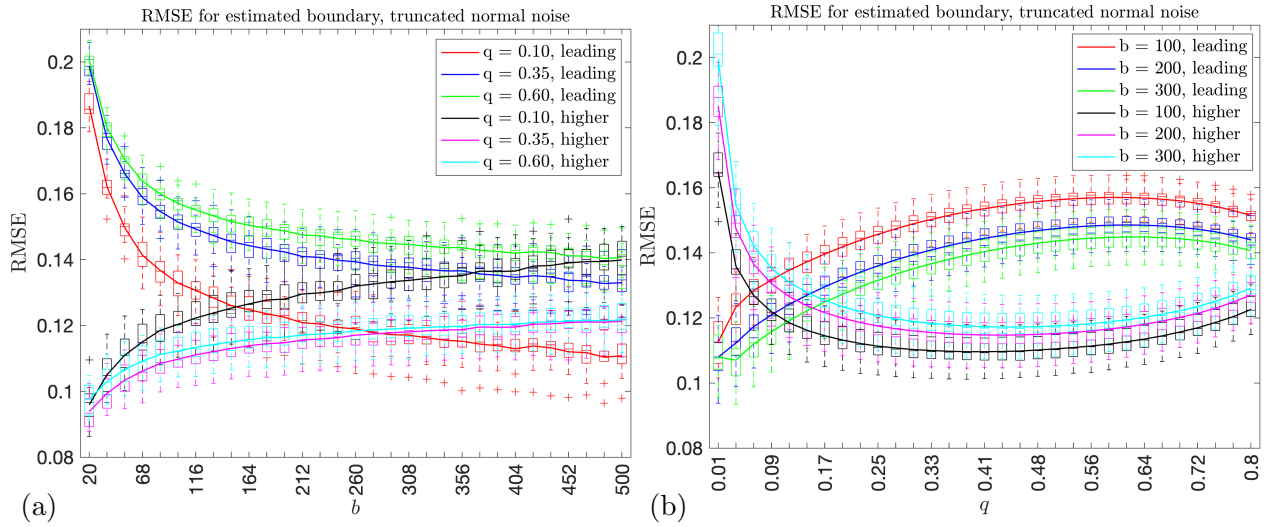 RMSE for estimated boundary, truncated normal noise
q = 0.10, leading
q = 0.35, leading
q = 0.60, leading
q = 0.10, higher
q = 0.35, higher
q = 0.60, higher
0.2
0.18
0.16
0.14
0.12
0.1
0.08
RMSE
20
68
116
164
212
260
308
356
404
452
500
b
(a)
RMSE for estimated boundary, truncated normal noise
b = 100, leading
b = 200, leading
b = 300, leading
b = 100, higher
b = 200, higher
b = 300, higher
0.2
0.18
0.16
0.14
0.12
0.1
0.08
RMSE
0.01
0.09
0.17
0.25
0.33
0.41
0.48
0.56
0.64
0.72
0.8
q
(b)